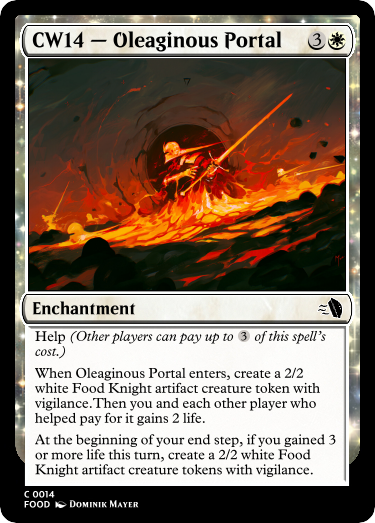 CW14 — Oleaginous Portal 3
Enchantment
Help (Other players can pay up to 3 of this spell's
cost.)
When Oleaginous Portal enters, create a 2/2
white Food Knight artifact creature token with
vigilance.Then you and each other player who
helped pay for it gains 2 life.
At the beginning of your end step, if you gained 3
or more life this turn, create a 2/2 white Food
Knight artifact creature tokens with vigilance.
C 0014
FOOD Dominik Mayer